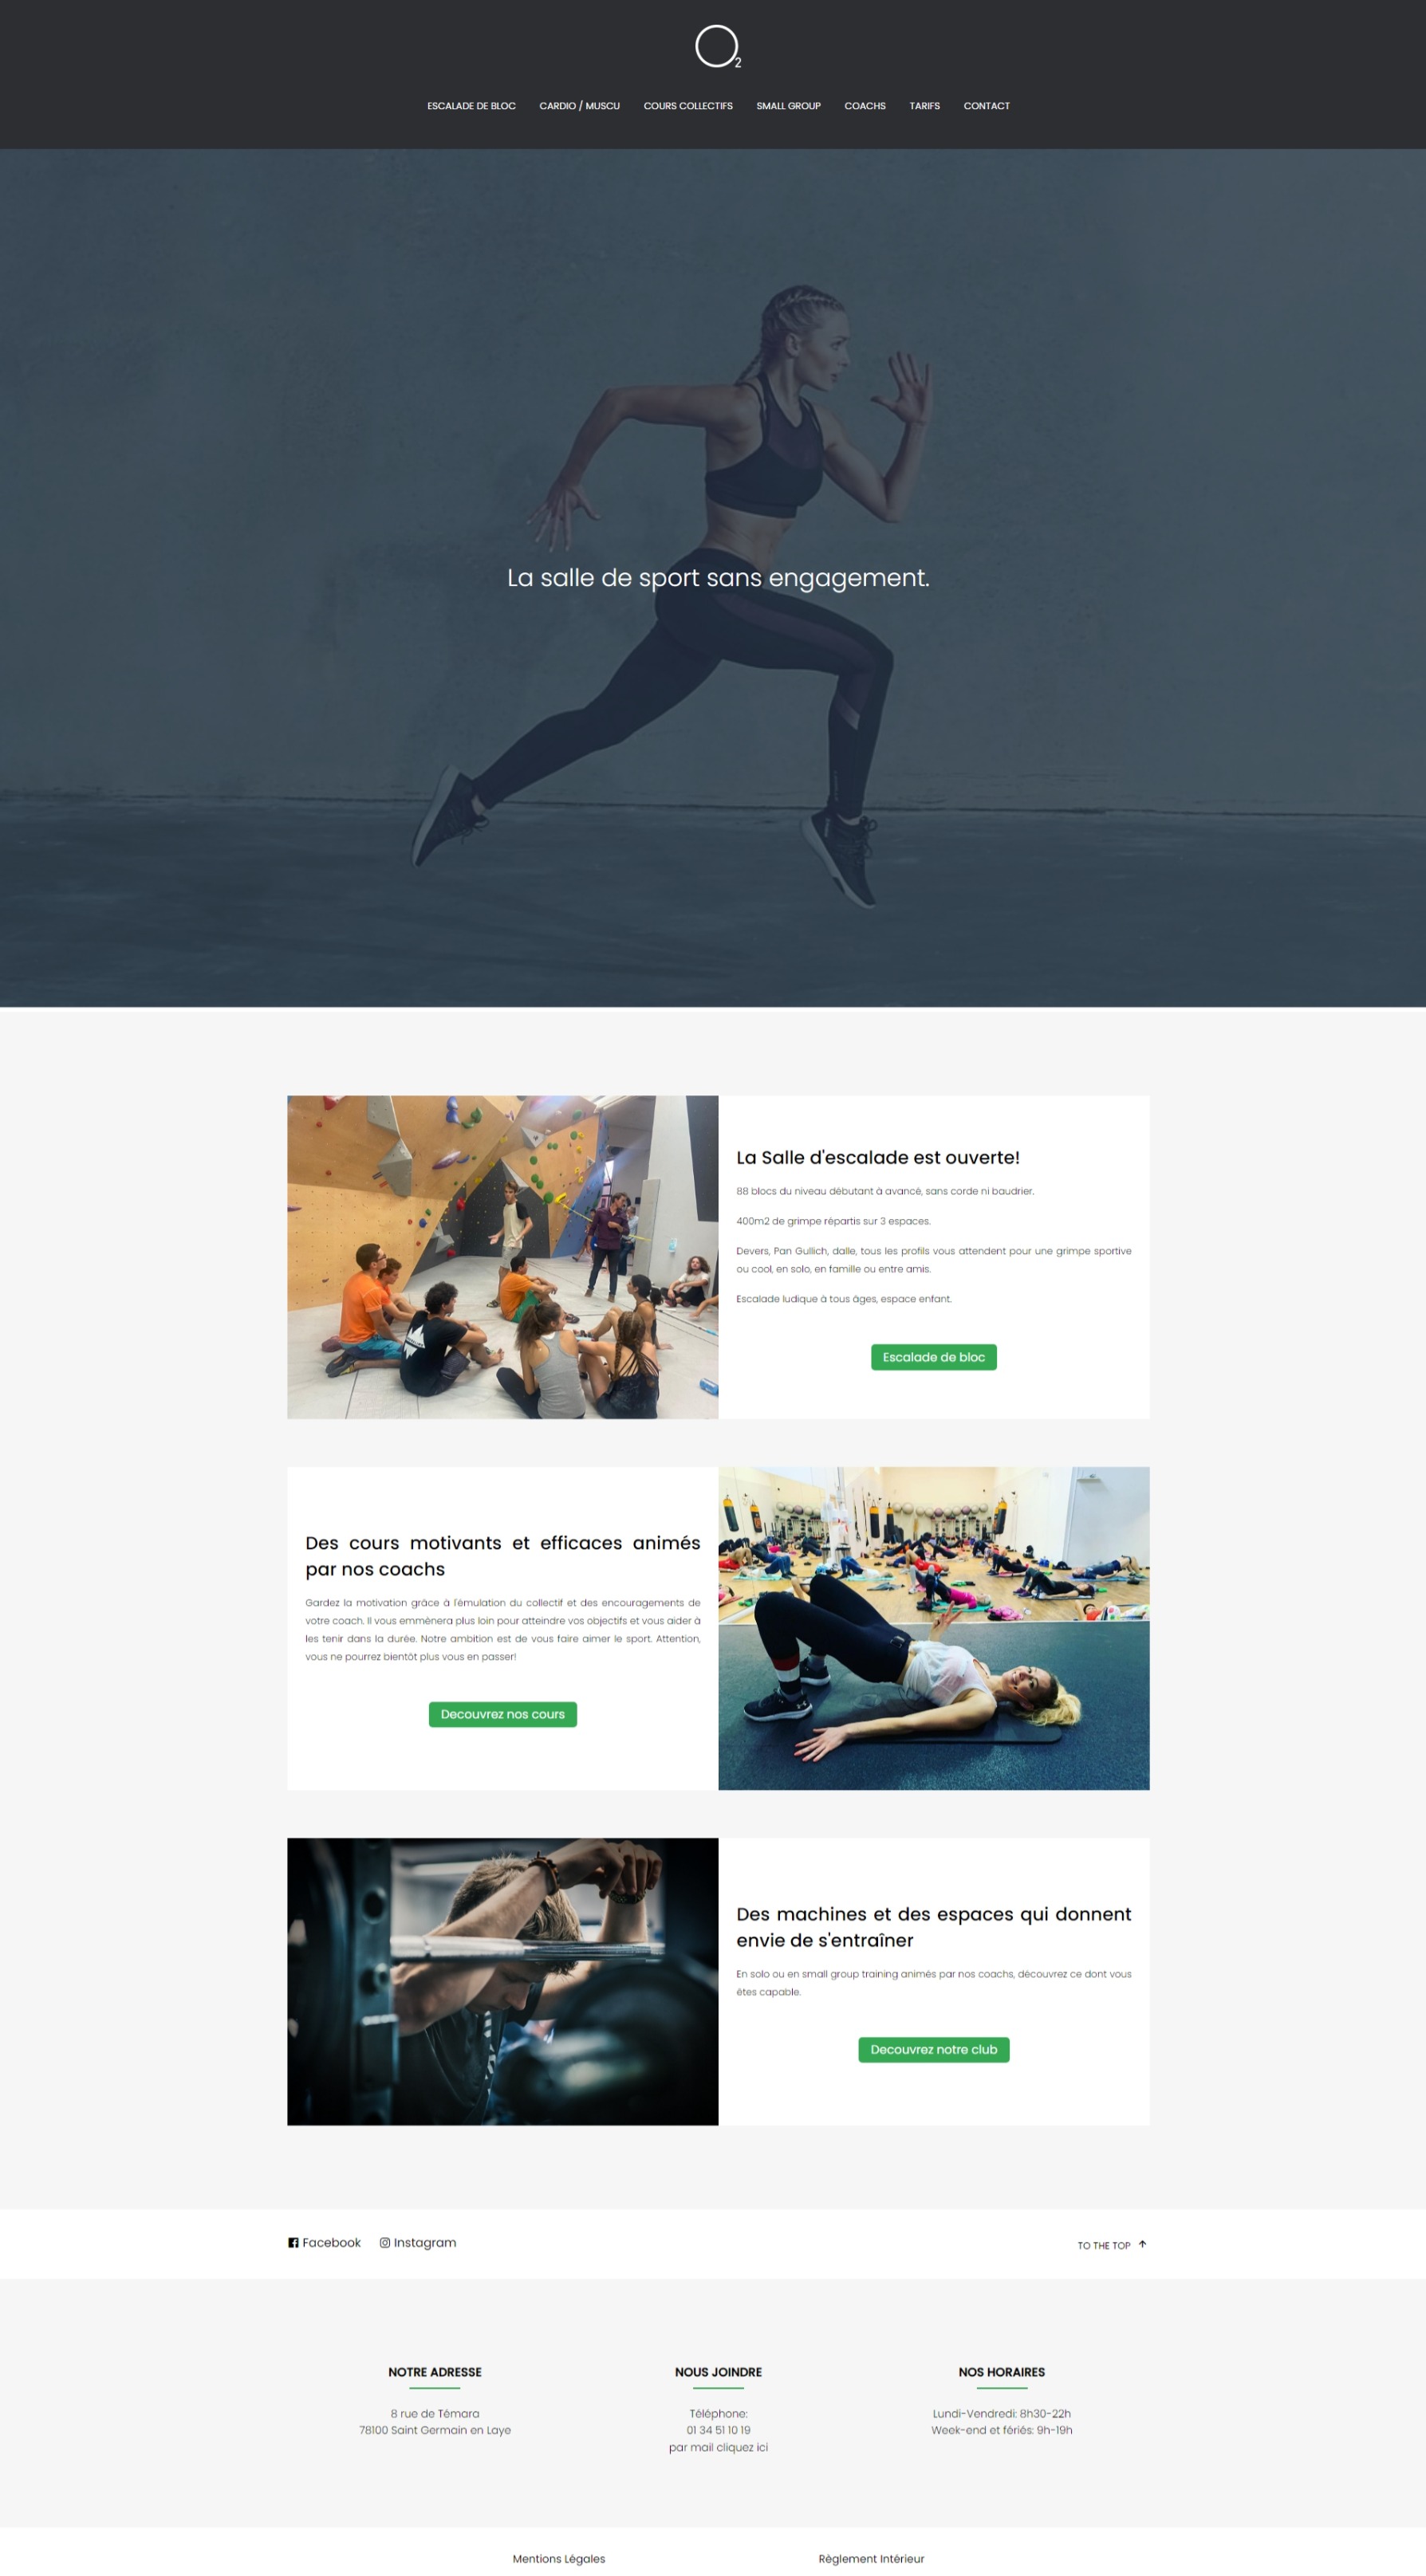 O2
ESCALADE DE BLOC CARDIO / MUSCU COURS COLLECTIFS SMALL GROUP COACHS TARIFS CONTACT
La salle de sport sans engagement.
La Salle d'escalade est ouverte!
88 blocs du niveau débutant à avancé, sans corde ni baudrier.
400m2 de grimpe répartis sur 3 espaces.
Devers, Pan Gullich, dalle, tous les profils vous attendent pour une grimpe sportive
ou cool, en solo, en famille ou entre amis.
Escalade ludique à tous âges, espace enfant.
Escalade de bloc
Des cours motivants et efficaces animés
par nos coachs
Gardez la motivation grâce à l'émulation du collectif et des encouragements de
votre coach. Il vous emmènera plus loin pour atteindre vos objectifs et vous aider à
les tenir dans la durée. Notre ambition est de vous faire aimer le sport. Attention,
vous ne pourrez bientôt plus vous en passer!
Decouvrez nos cours
Des machines et des espaces qui donnent
envie de s'entraîner
En solo ou en small group training animés par nos coachs, découvrez ce dont vous
êtes capable.
Decouvrez notre club
Facebook Instagram
TO THE TOP
NOTRE ADRESSE
8 rue de Témara
78100 Saint Germain en Laye
NOUS JOINDRE
Téléphone:
01 34 51 10 19
par mail cliquez ici
NOS HORAIRES
Lundi-Vendredi: 8h30-22h
Week-end et fériés: 9h-19h
Mentions Légales Règlement Intérieur